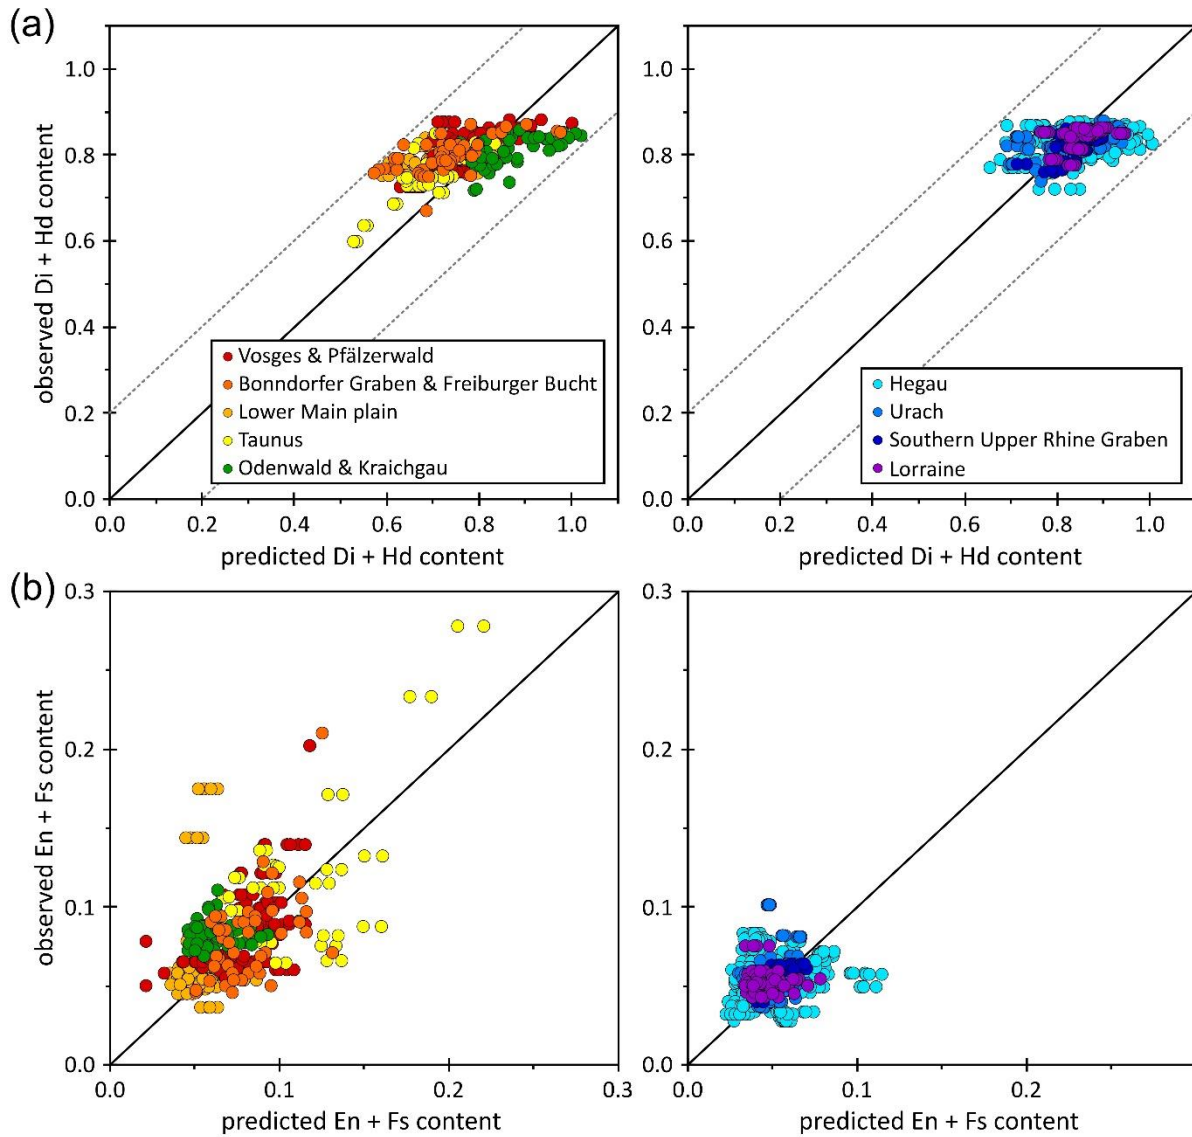 (a)
observed Di + Hd content
1.0
0.8
0.6
0.4
0.2
0.0
Vosges & Pfälzerwald
Bonndorfer Graben & Freiburger Bucht
Lower Main plain
Taunus
Odenwald & Kraichgau
0.0 0.2 0.4 0.6 0.8 1.0
predicted Di + Hd content
1.0
0.8
0.6
0.4
0.2
0.0
Hegau
Urach
Southern Upper Rhine Graben
Lorraine
0.0 0.2 0.4 0.6 0.8 1.0
predicted Di + Hd content
(b)
observed En + Fs content
0.3
0.2
0.1
0.0
0.0 0.1 0.2 0.3
predicted En + Fs content
0.3
0.2
0.1
0.0
0.0 0.1 0.2
predicted En + Fs content